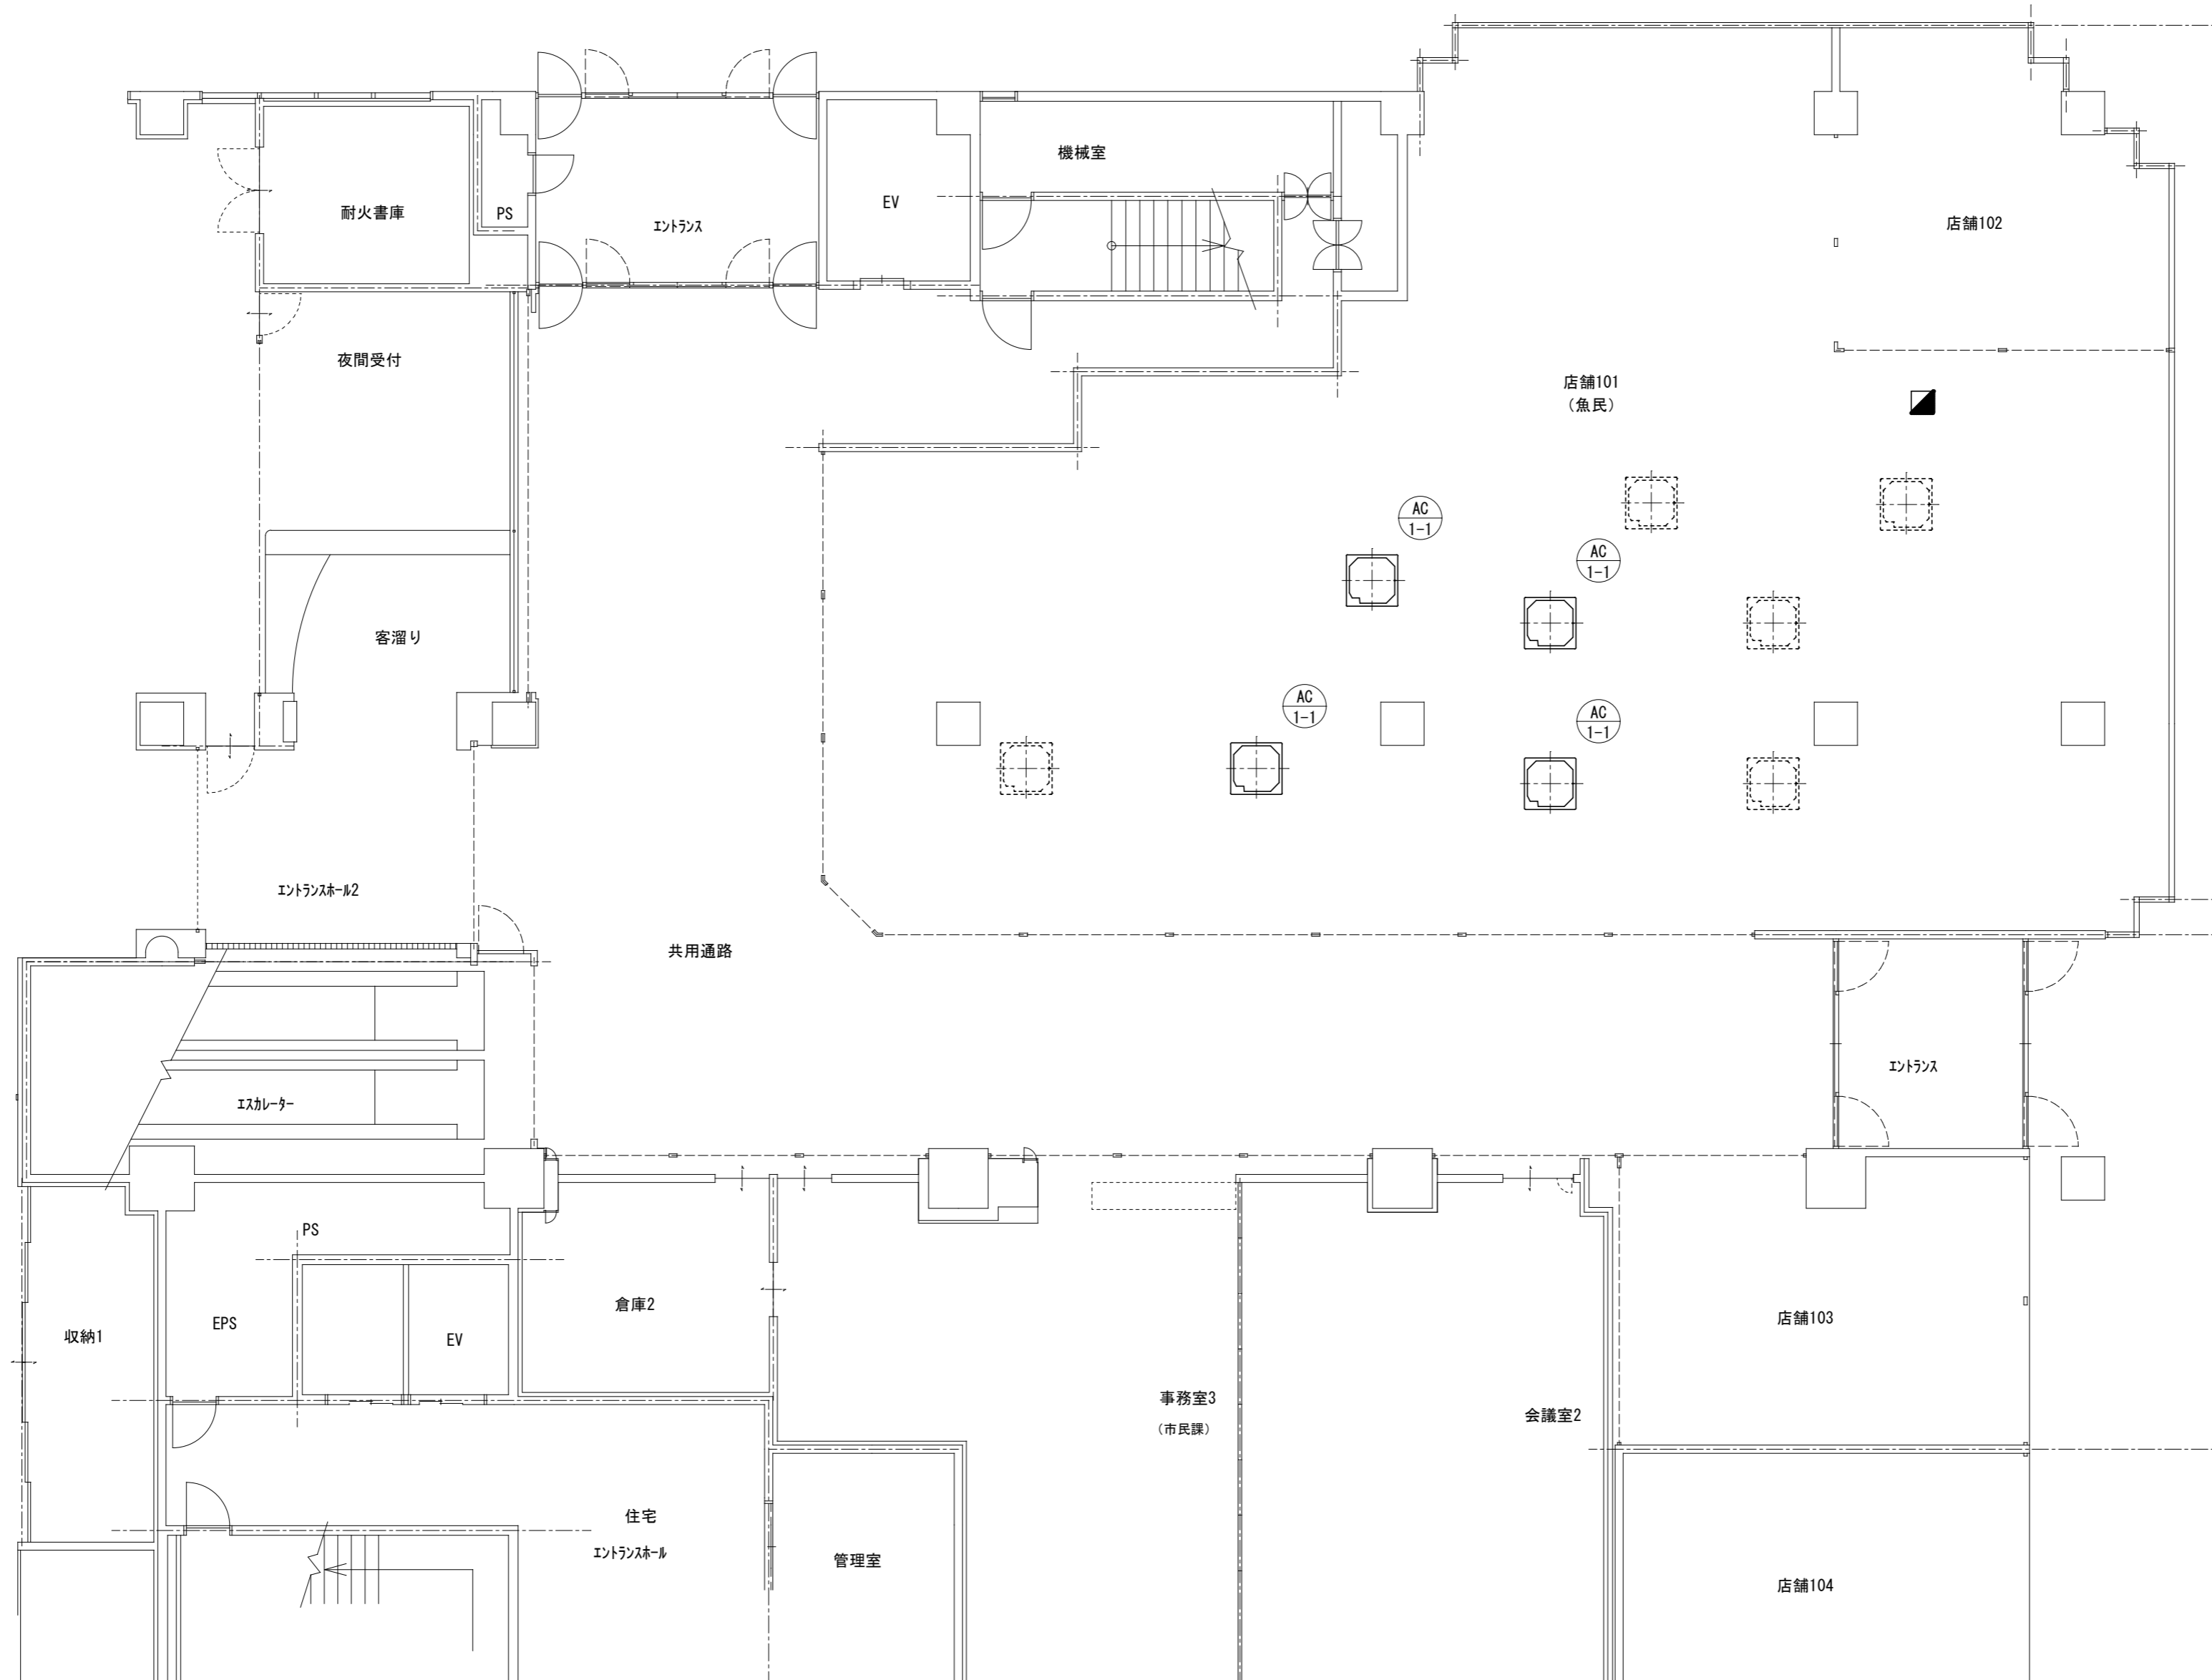 機械室
耐火書庫
PS
エントランス
EV
店舗102
夜間受付
店舗101
(魚民)
AC
1-1
AC
1-1
客溜り
AC
1-1
AC
1-1
エントランスホール2
共用通路
エントランス
エスカレーター
PS
倉庫2
EPS
収納1
EV
店舗103
事務室3
(市民課)
会議室2
住宅
エントランスホール
管理室
店舗104